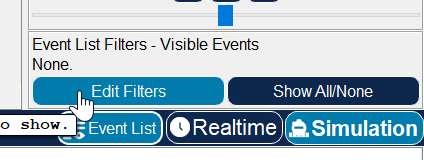 Event List Filters - Visible Events
None.
Edit Filters
Show All/None
o show.
Event List
Realtime
Simulation